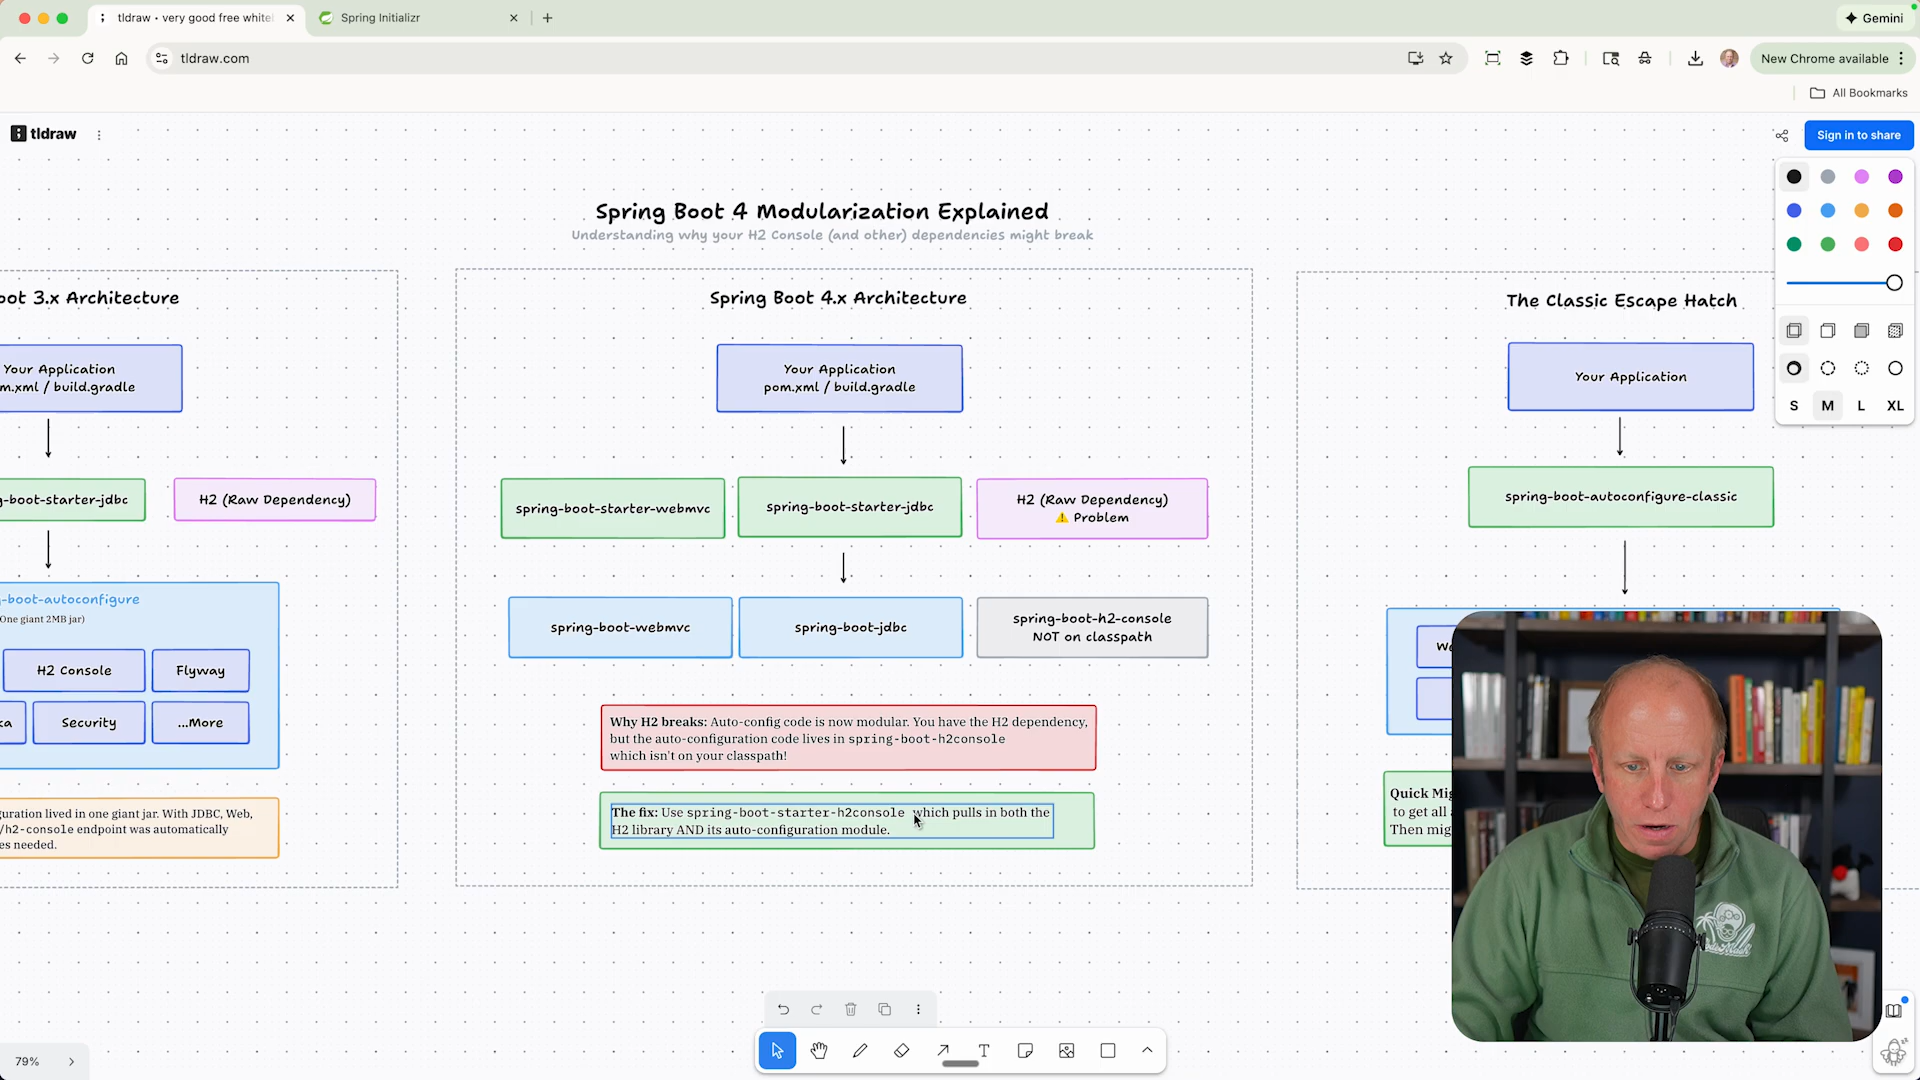 tldraw • very good free white
Spring Initializr
Gemini
tldraw.com
New Chrome available
All Bookmarks
tldraw
Sign in to share
Spring Boot 4 Modularization Explained
Understanding why your H2 Console (and other) dependencies might break
oot 3.x Architecture
Your Application
m.xml / build.gradle
g-boot-starter-jdbc
H2 (Raw Dependency)
g-boot-autoconfigure
One giant 2MB jar)
H2 Console
Flyway
ka
Security
...More
guration lived in one giant jar. With JDBC, Web,
/h2-console endpoint was automatically
es needed.
Spring Boot 4.x Architecture
Your Application
pom.xml / build.gradle
spring-boot-starter-webmvc
spring-boot-starter-jdbc
H2 (Raw Dependency)
⚠️ Problem
spring-boot-webmvc
spring-boot-jdbc
spring-boot-h2-console
NOT on classpath
Why H2 breaks: Auto-config code is now modular. You have the H2 dependency,
but the auto-configuration code lives in spring-boot-h2console
which isn't on your classpath!
The fix: Use spring-boot-starter-h2console which pulls in both the
H2 library AND its auto-configuration module.
The Classic Escape Hatch
Your Application
spring-boot-autoconfigure-classic
We
Quick Mig
to get all
Then mig
S M L XL
79%